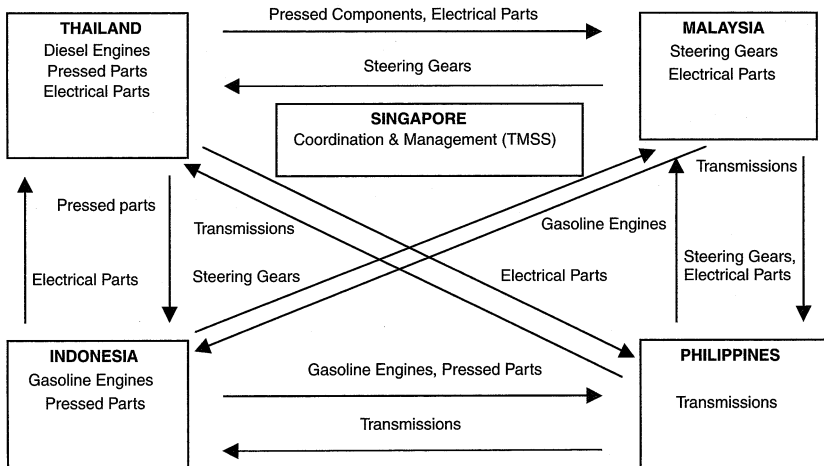 Pressed Components, Electrical Parts
THAILAND
Diesel Engines
Pressed Parts
Electrical Parts
MALAYSIA
Steering Gears
Electrical Parts
Steering Gears
SINGAPORE
Coordination & Management (TMSS)
Transmissions
Pressed parts
Transmissions
Gasoline Engines
Electrical Parts
Steering Gears
Electrical Parts
Steering Gears,
Electrical Parts
INDONESIA
Gasoline Engines
Pressed Parts
Gasoline Engines, Pressed Parts
Transmissions
PHILIPPINES
Transmissions